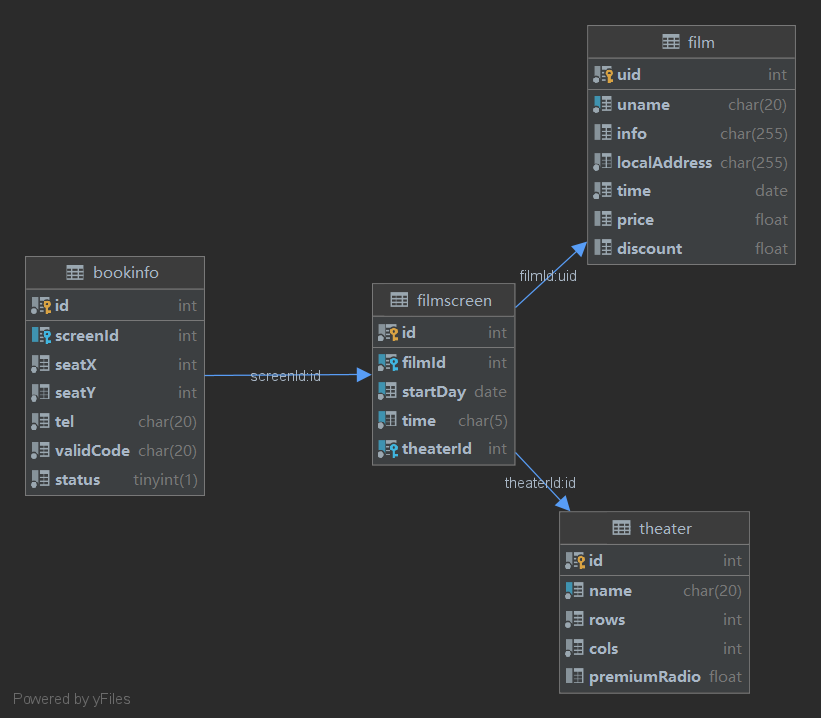 film
uid int
uname char(20)
info char(255)
localAddress char(255)
time date
price float
discount float
bookinfo
id int
screenId int
seatX int
seatY int
tel char(20)
validCode char(20)
status tinyint(1)
screenId:id
filmscreen
id int
filmId int
startDay date
time char(5)
theaterId int
filmId:uid
theaterId:id
theater
id int
name char(20)
rows int
cols int
premiumRadio float
Powered by yFiles